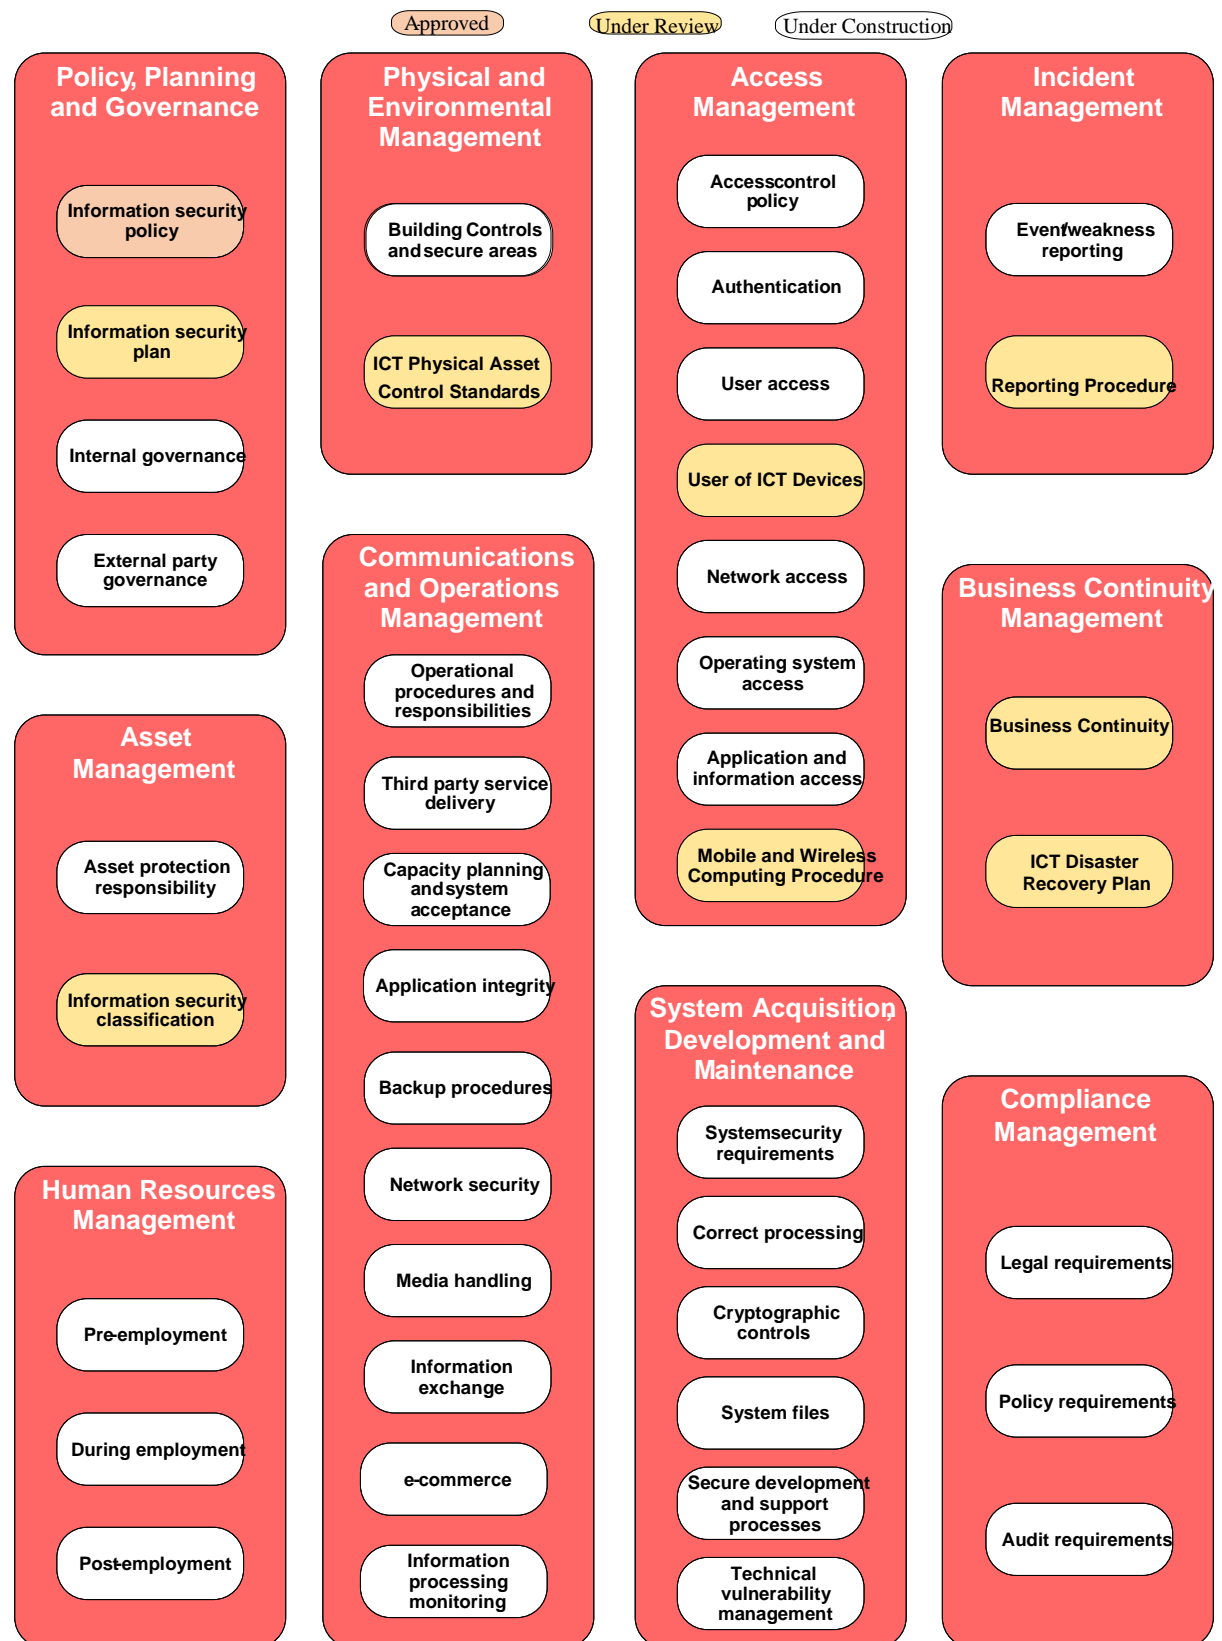 Approved
Under Review
Under Construction
Policy, Planning
and Governance
Information security
policy
Information security
plan
Internal governance
External party
governance
Asset
Management
Asset protection
responsibility
Information security
classification
Human Resources
Management
Pre-employment
During employment
Post-employment
Physical and
Environmental
Management
Building Controls
and secure areas
ICT Physical Asset
Control Standards
Communications
and Operations
Management
Operational
procedures and
responsibilities
Third party service
delivery
Capacity planning
and system
acceptance
Application integrity
Backup procedures
Network security
Media handling
Information
exchange
e-commerce
Information
processing
monitoring
Access
Management
Access control
policy
Authentication
User access
User of ICT Devices
Network access
Operating system
access
Application and
information access
Mobile and Wireless
Computing Procedure
System Acquisition,
Development and
Maintenance
System security
requirements
Correct processing
Cryptographic
controls
System files
Secure development
and support
processes
Technical
vulnerability
management
Incident
Management
Event/weakness
reporting
Reporting Procedure
Business Continuity
Management
Business Continuity
ICT Disaster
Recovery Plan
Compliance
Management
Legal requirements
Policy requirements
Audit requirements